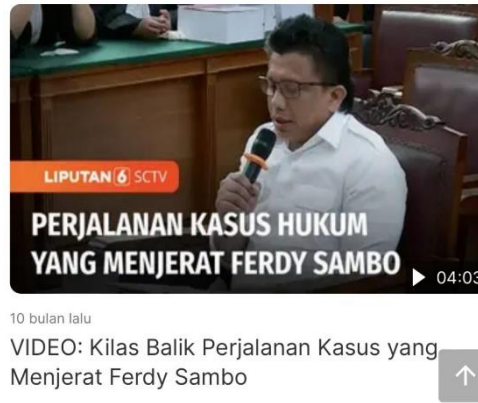 LIPUTAN 6 SCTV
PERJALANAN KASUS HUKUM
YANG MENJERAT FERDY SAMBO
04:03
10 bulan lalu
VIDEO: Kilas Balik Perjalanan Kasus yang
Menjerat Ferdy Sambo